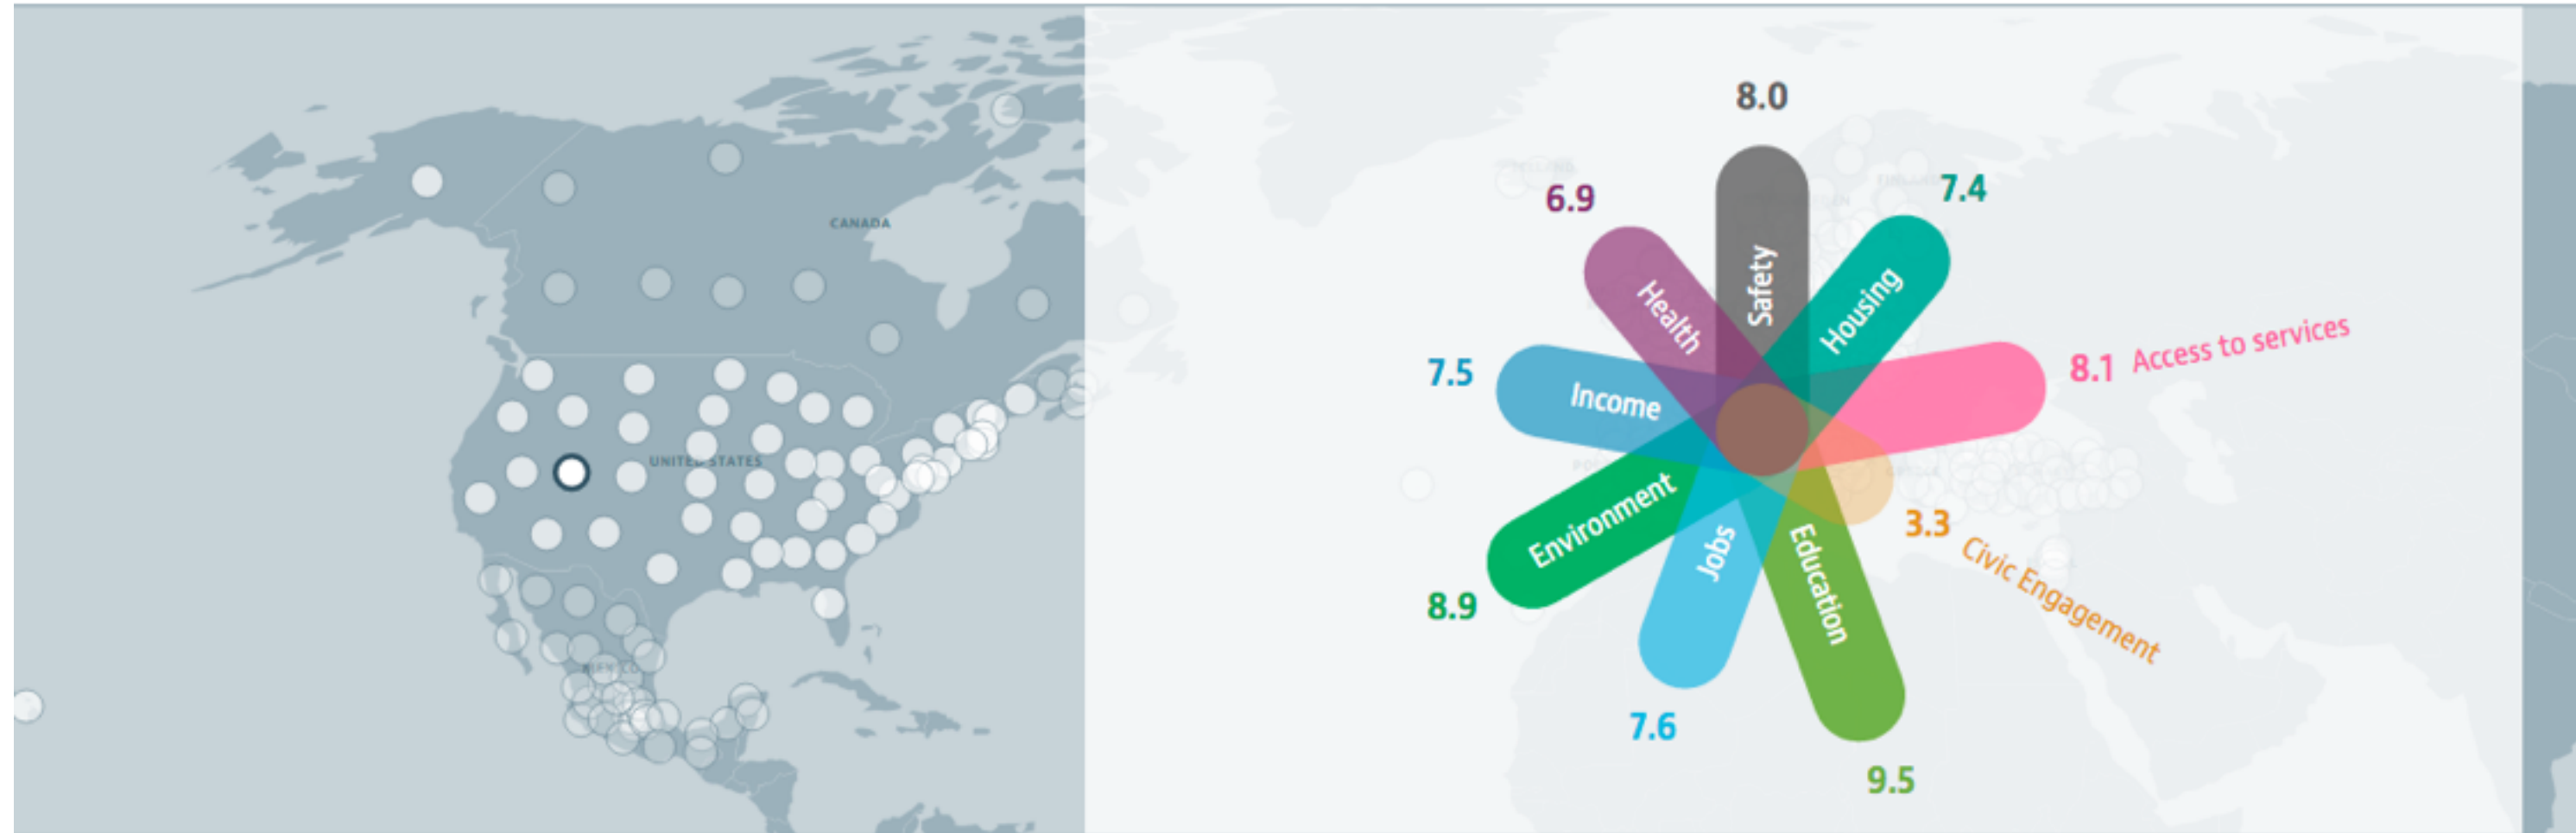 CANADA
UNITED STATES
MEXICO
8.0
Safety
7.4
Housing
8.1 Access to services
3.3 Civic Engagement
9.5
Education
7.6
Jobs
8.9
Environment
7.5
Income
6.9
Health